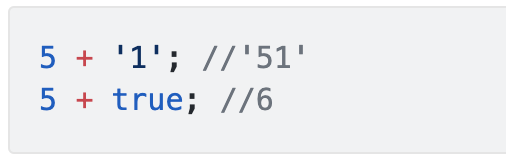 5 + '1'; //'51'
5 + true; //6